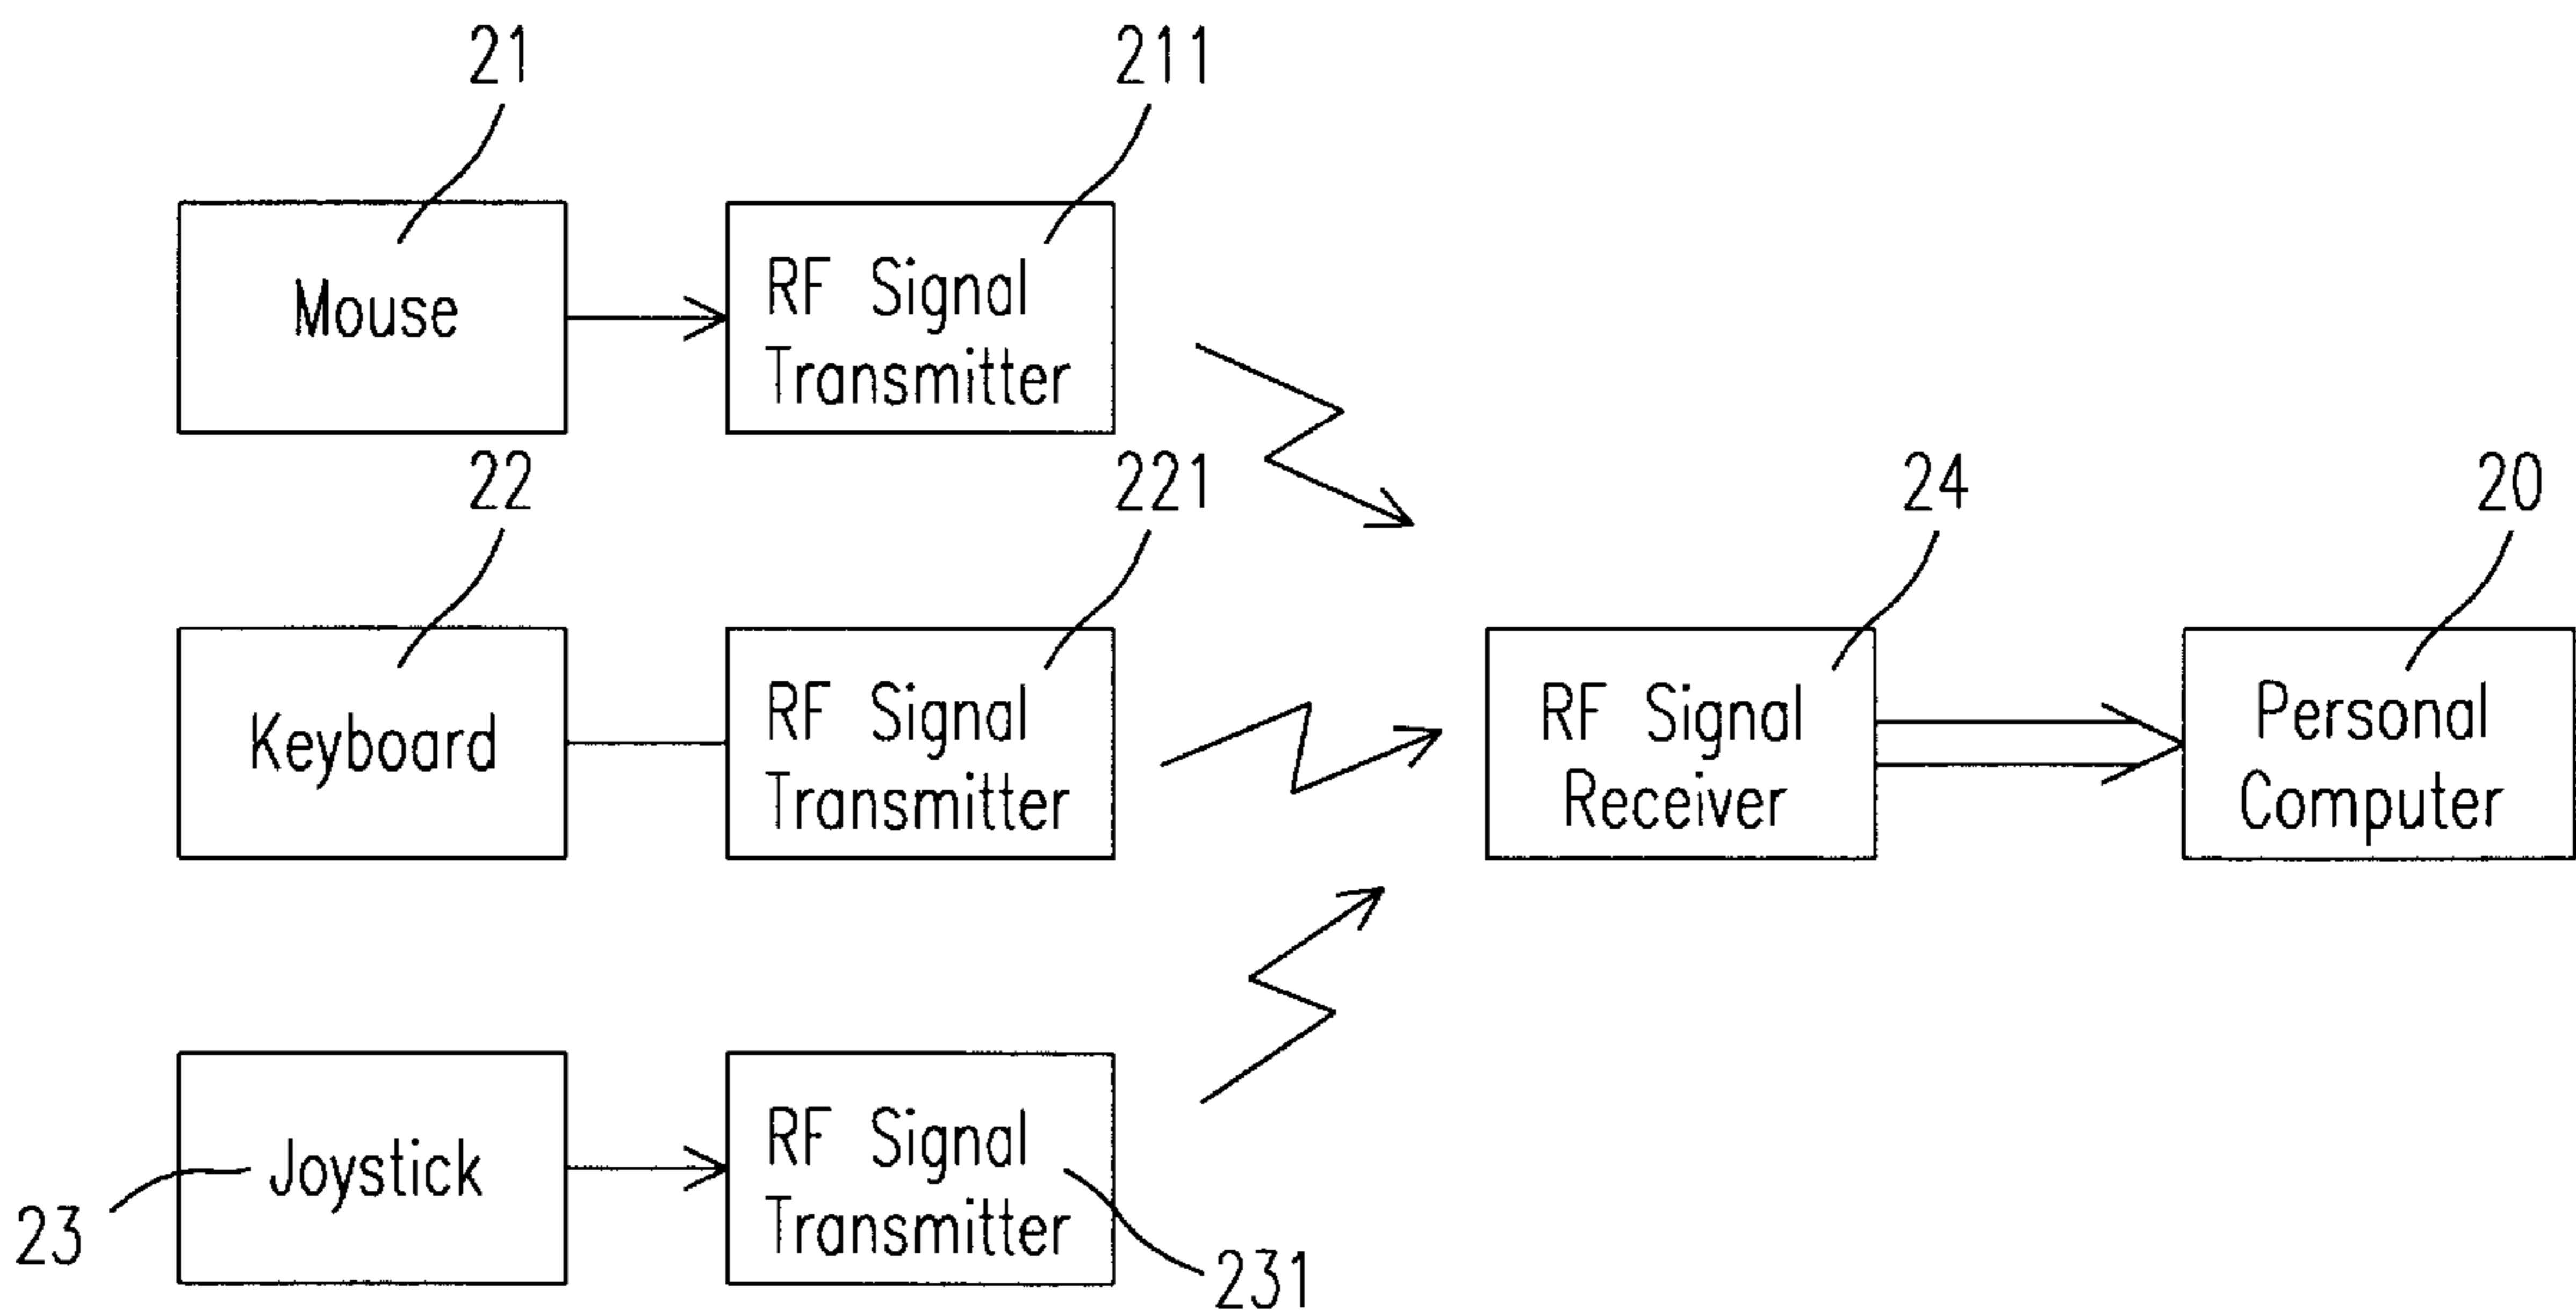 21
211
Mouse
RF Signal
Transmitter
22
221
24
20
Keyboard
RF Signal
Transmitter
RF Signal
Receiver
Personal
Computer
Joystick
RF Signal
Transmitter
23
231